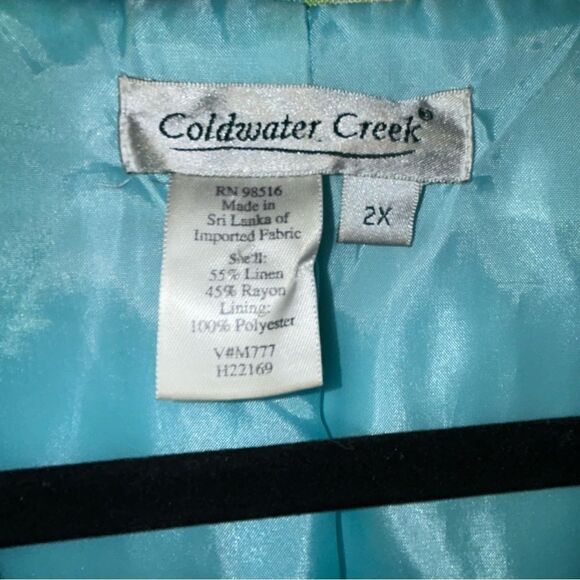 Coldwater Creek®
RN 98516
Made in
Sri Lanka of
Imported Fabric
Shell:
55% Linen
45% Rayon
Lining:
100% Polyester
V#M777
H22169
2X